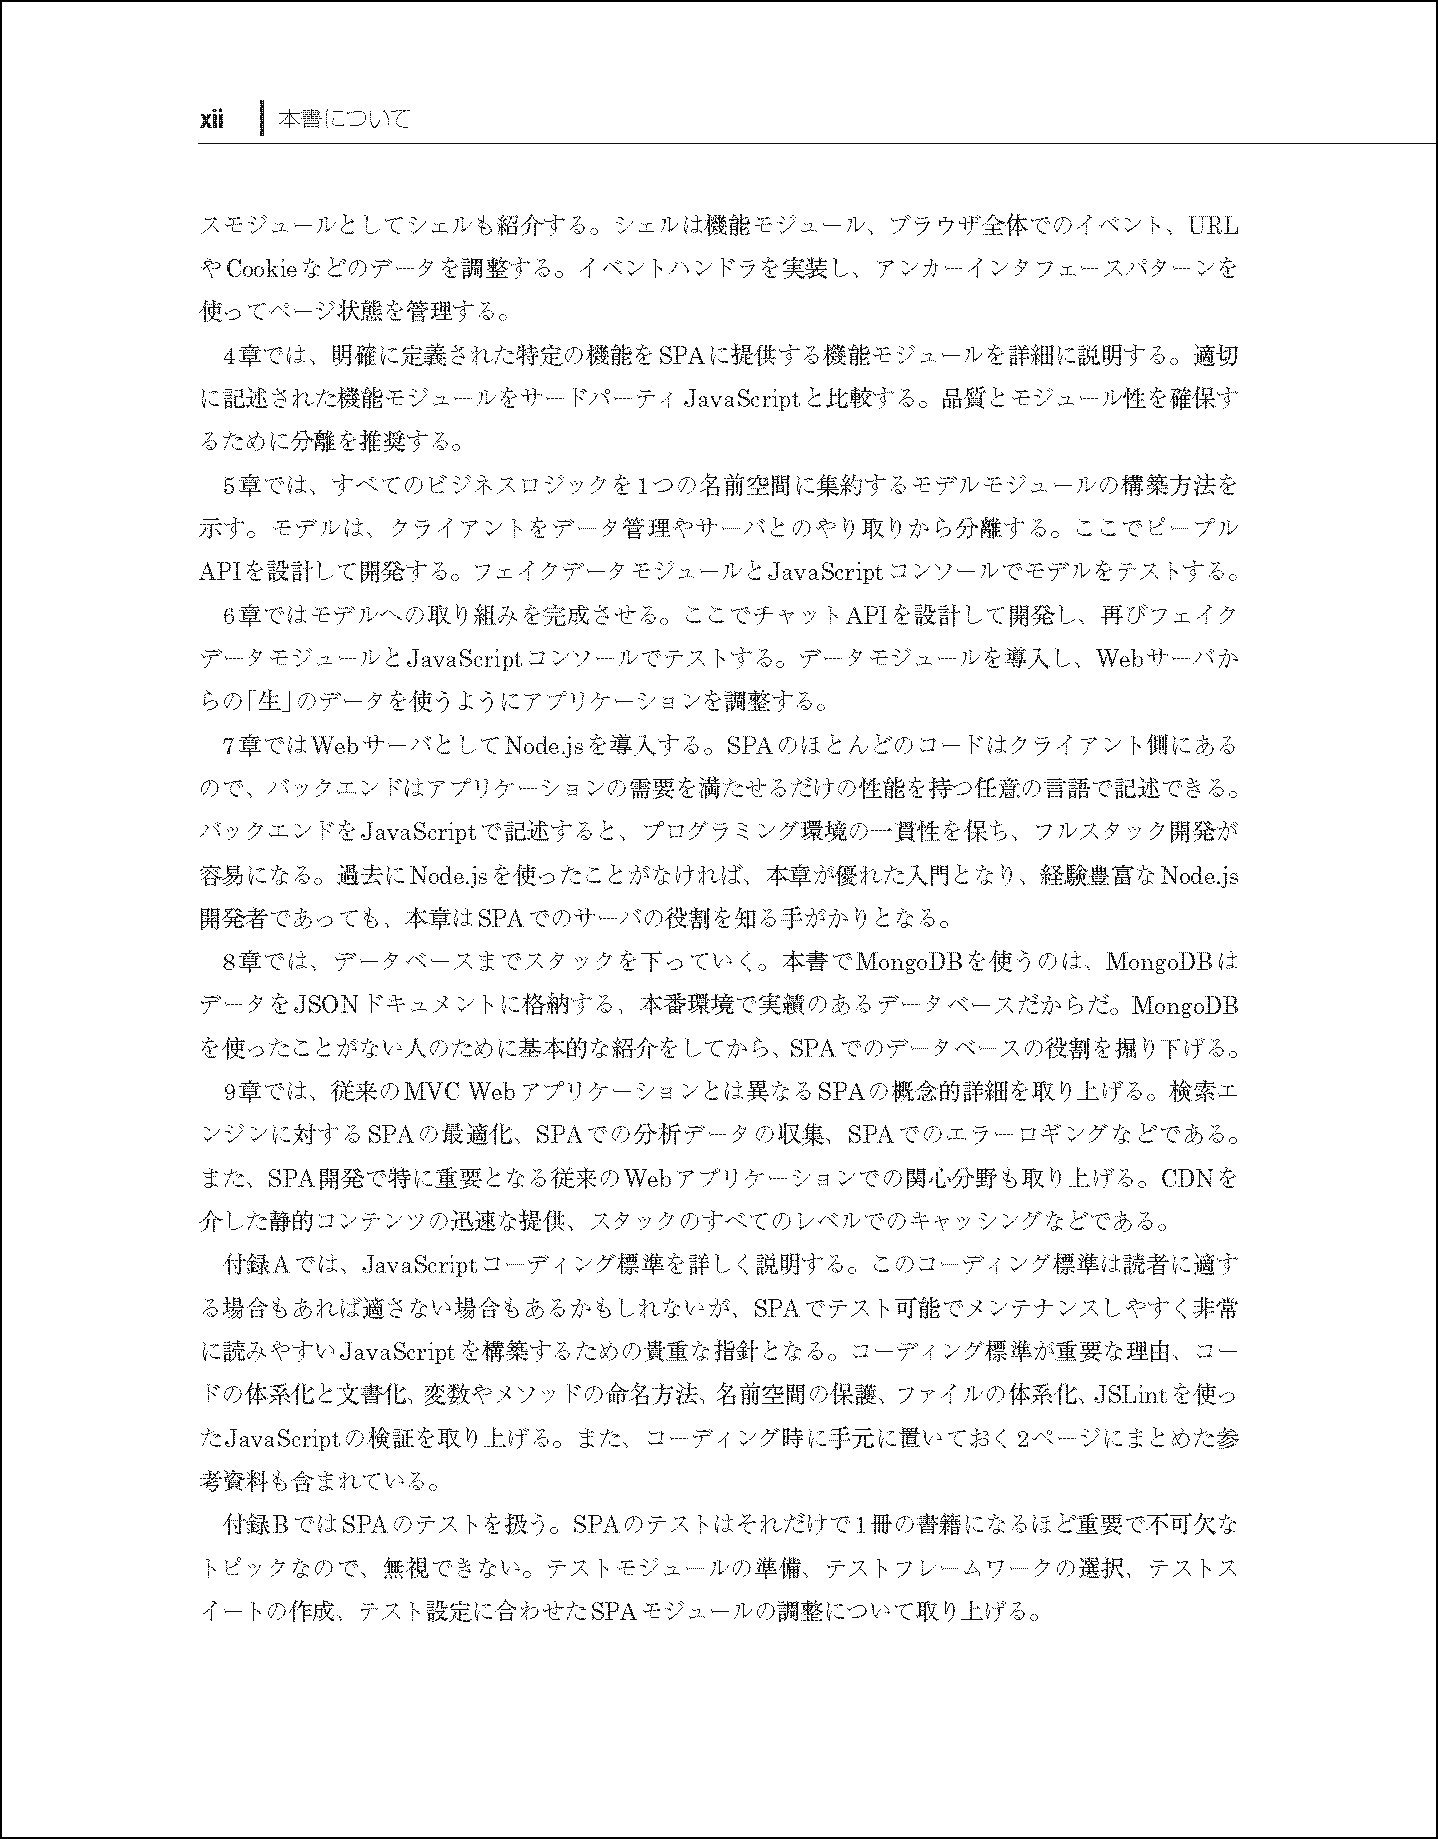 xii 本書について
スモジュールとしてシェルも紹介する。シェルは機能モジュール、ブラウザ全体でのイベント、URL
やCookieなどのデータを調整する。イベントハンドラを実装し、アンカーインタフェースパターンを
使ってページ状態を管理する。
4章では、明確に定義された特定の機能をSPAに提供する機能モジュールを詳細に説明する。適切
に記述された機能モジュールをサードパーティJavaScriptと比較する。品質とモジュール性を確保す
るために分離を推奨する。
5章では、すべてのビジネスロジックを1つの名前空間に集約するモデルモジュールの構築方法を
示す。モデルは、クライアントをデータ管理やサーバとのやり取りから分離する。ここでピープル
APIを設計して開発する。フェイクデータモジュールとJavaScriptコンソールでモデルをテストする。
6章ではモデルへの取り組みを完成させる。ここでチャットAPIを設計して開発し、再びフェイク
データモジュールとJavaScriptコンソールでテストする。データモジュールを導入し、Webサーバか
らの「生」のデータを使うようにアプリケーションを調整する。
7章ではWebサーバとしてNode.jsを導入する。SPAのほとんどのコードはクライアント側にある
ので、バックエンドはアプリケーションの需要を満たせるだけの性能を持つ任意の言語で記述できる。
バックエンドをJavaScriptで記述すると、プログラミング環境の一貫性を保ち、フルスタック開発が
容易になる。過去にNode.jsを使ったことがなければ、本章が優れた入門となり、経験豊富なNode.js
開発者であっても、本章はSPAでのサーバの役割を知る手がかりとなる。
8章では、データベースまでスタックを下っていく。本書でMongoDBを使うのは、MongoDBは
データをJSONドキュメントに格納する、本番環境で実績のあるデータベースだからだ。MongoDB
を使ったことがない人のために基本的な紹介をしてから、SPAでのデータベースの役割を掘り下げる。
9章では、従来のMVC Webアプリケーションとは異なるSPAの概念的詳細を取り上げる。検索エ
ンジンに対するSPAの最適化、SPAでの分析データの収集、SPAでのエラーロギングなどである。
また、SPA開発で特に重要となる従来のWebアプリケーションでの関心分野も取り上げる。CDNを
介した静的コンテンツの迅速な提供、スタックのすべてのレベルでのキャッシングなどである。
付録Aでは、JavaScriptコーディング標準を詳しく説明する。このコーディング標準は読者に適す
る場合もあれば適さない場合もあるかもしれないが、SPAでテスト可能でメンテナンスしやすく非常
に読みやすいJavaScriptを構築するための貴重な指針となる。コーディング標準が重要な理由、コー
ドの体系化と文書化、変数やメソッドの命名方法、名前空間の保護、ファイルの体系化、JSLintを使っ
たJavaScriptの検証を取り上げる。また、コーディング時に手元に置いておく2ページにまとめた参
考資料も含まれている。
付録BではSPAのテストを扱う。SPAのテストはそれだけで1冊の書籍になるほど重要で不可欠な
トピックなので、無視できない。テストモジュールの準備、テストフレームワークの選択、テストス
イートの作成、テスト設定に合わせたSPAモジュールの調整について取り上げる。